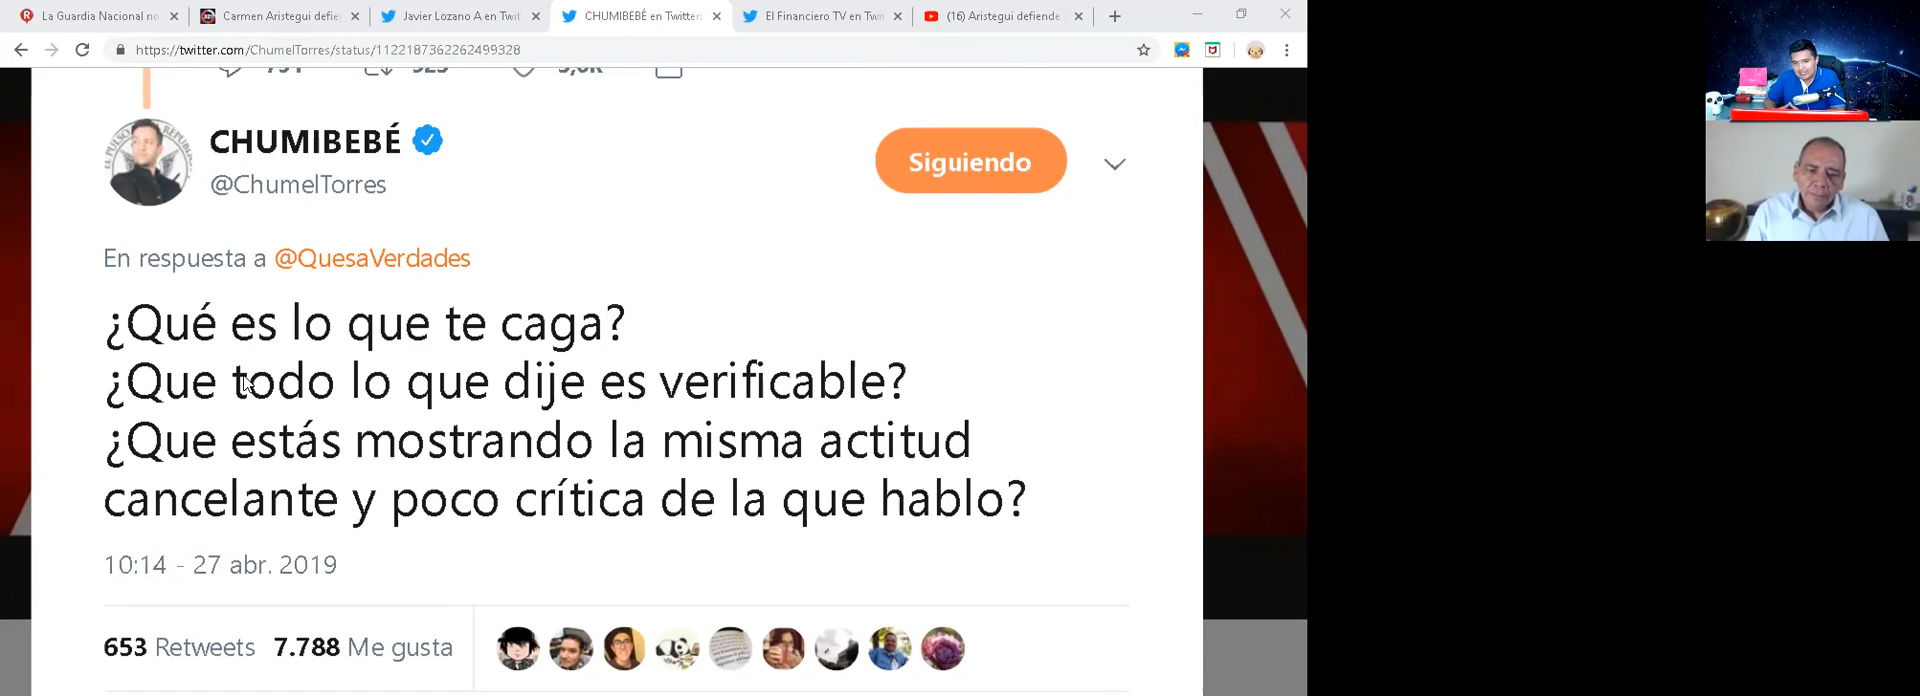 La Guardia Nacional no
Carmen Aristegui defie
Javier Lozano A en Twit
CHUMIBEBÉ en Twitter:
El Financiero TV en Twi
(16) Aristegui defiende
https://twitter.com/ChumelTorres/status/1122187362262499328
CHUMIBEBÉ
@ChumelTorres
Siguiendo
En respuesta a @QuesaVerdades
¿Qué es lo que te caga?
¿Que todo lo que dije es verificable?
¿Que estás mostrando la misma actitud
cancelante y poco crítica de la que hablo?
10:14 - 27 abr. 2019
653 Retweets 7.788 Me gusta